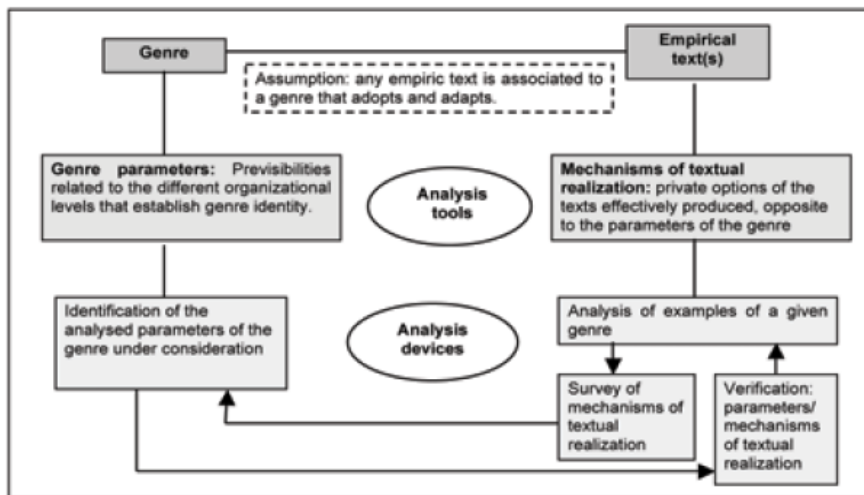 Genre
Empirical
text(s)
Assumption: any empiric text is associated to
a genre that adopts and adapts.
Genre parameters: Previsibilities
related to the different organizational
levels that establish genre identity.
Analysis
tools
Mechanisms of textual
realization: private options of the
texts effectively produced, opposite
to the parameters of the genre
Identification of the
analysed parameters of the
genre under consideration
Analysis
devices
Analysis of examples of a given
genre
Survey of
mechanisms of
textual
realization
Verification:
parameters/
mechanisms
of textual
realization